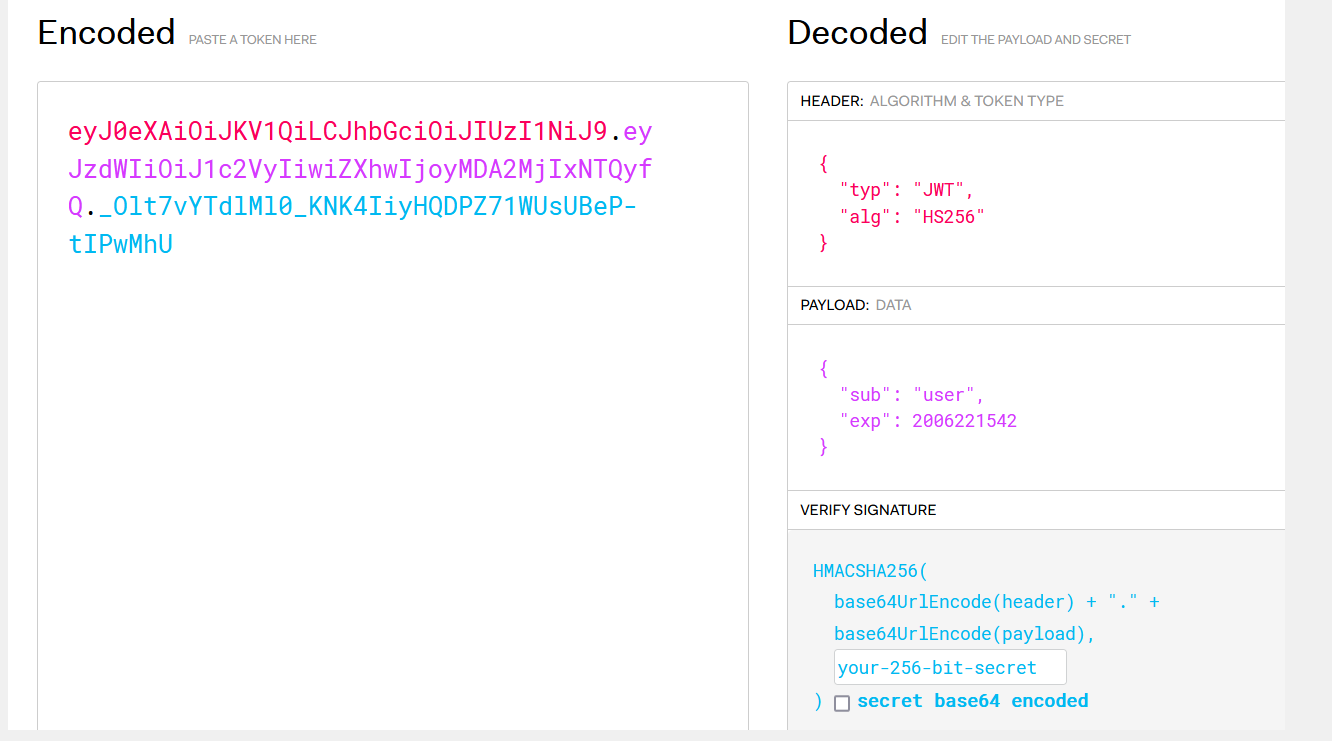 Encoded PASTE A TOKEN HERE
eyJ0eXAiOiJKV1QiLCJhbGciOiJIUzI1NiJ9.ey
JzdWIiOiJ1c2VyIiwiZXhwIjoyMDA2MjIxNTQyf
Q._Olt7vYTdlMl0_KNK4IiyHQDPZ71WUsUBeP-
tIPwMhU
Decoded EDIT THE PAYLOAD AND SECRET
HEADER: ALGORITHM & TOKEN TYPE
{
"typ": "JWT",
"alg": "HS256"
}
PAYLOAD: DATA
{
"sub": "user",
"exp": 2006221542
}
VERIFY SIGNATURE
HMACSHA256(
base64UrlEncode(header) + "." +
base64UrlEncode(payload),
your-256-bit-secret
) secret base64 encoded